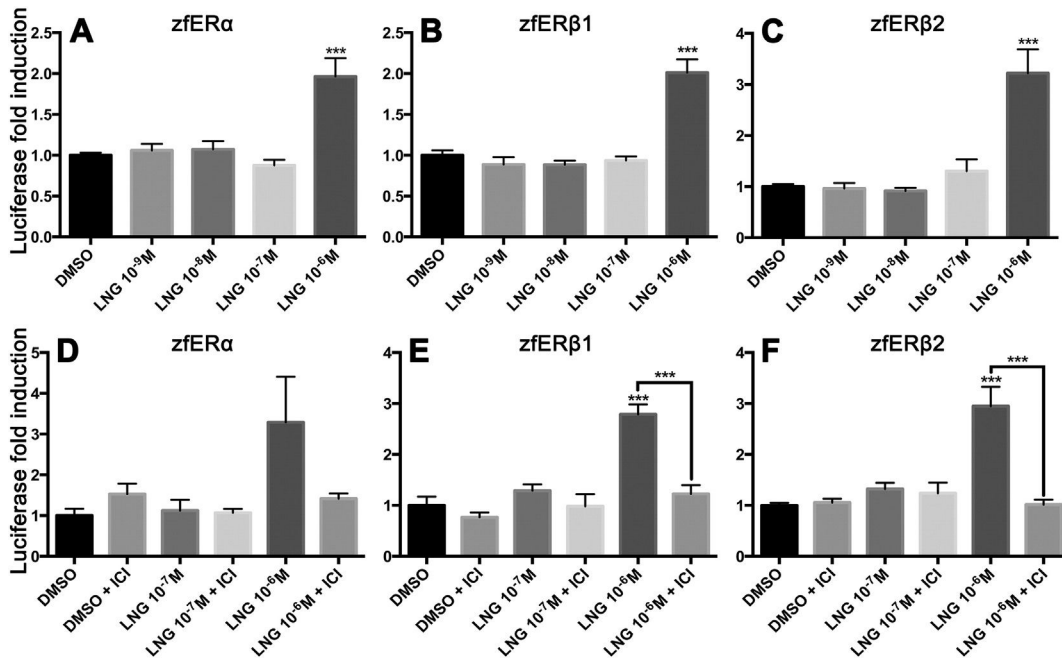 A zfERα
Luciferase fold induction
2.5
2.0
1.5
1.0
0.5
0.0
***
DMSO
LNG 10⁻⁹M
LNG 10⁻⁸M
LNG 10⁻⁷M
LNG 10⁻⁶M
B zfERβ1
2.5
2.0
1.5
1.0
0.5
0.0
***
DMSO
LNG 10⁻⁹M
LNG 10⁻⁸M
LNG 10⁻⁷M
LNG 10⁻⁶M
C zfERβ2
4
3
2
1
0
***
DMSO
LNG 10⁻⁹M
LNG 10⁻⁸M
LNG 10⁻⁷M
LNG 10⁻⁶M
D zfERα
Luciferase fold induction
5
4
3
2
1
0
DMSO
DMSO + ICI
LNG 10⁻⁷M
LNG 10⁻⁷M + ICI
LNG 10⁻⁶M
LNG 10⁻⁶M + ICI
E zfERβ1
4
3
2
1
0
***
***
DMSO
DMSO + ICI
LNG 10⁻⁷M
LNG 10⁻⁷M + ICI
LNG 10⁻⁶M
LNG 10⁻⁶M + ICI
F zfERβ2
4
3
2
1
0
***
***
DMSO
DMSO + ICI
LNG 10⁻⁷M
LNG 10⁻⁷M + ICI
LNG 10⁻⁶M
LNG 10⁻⁶M + ICI